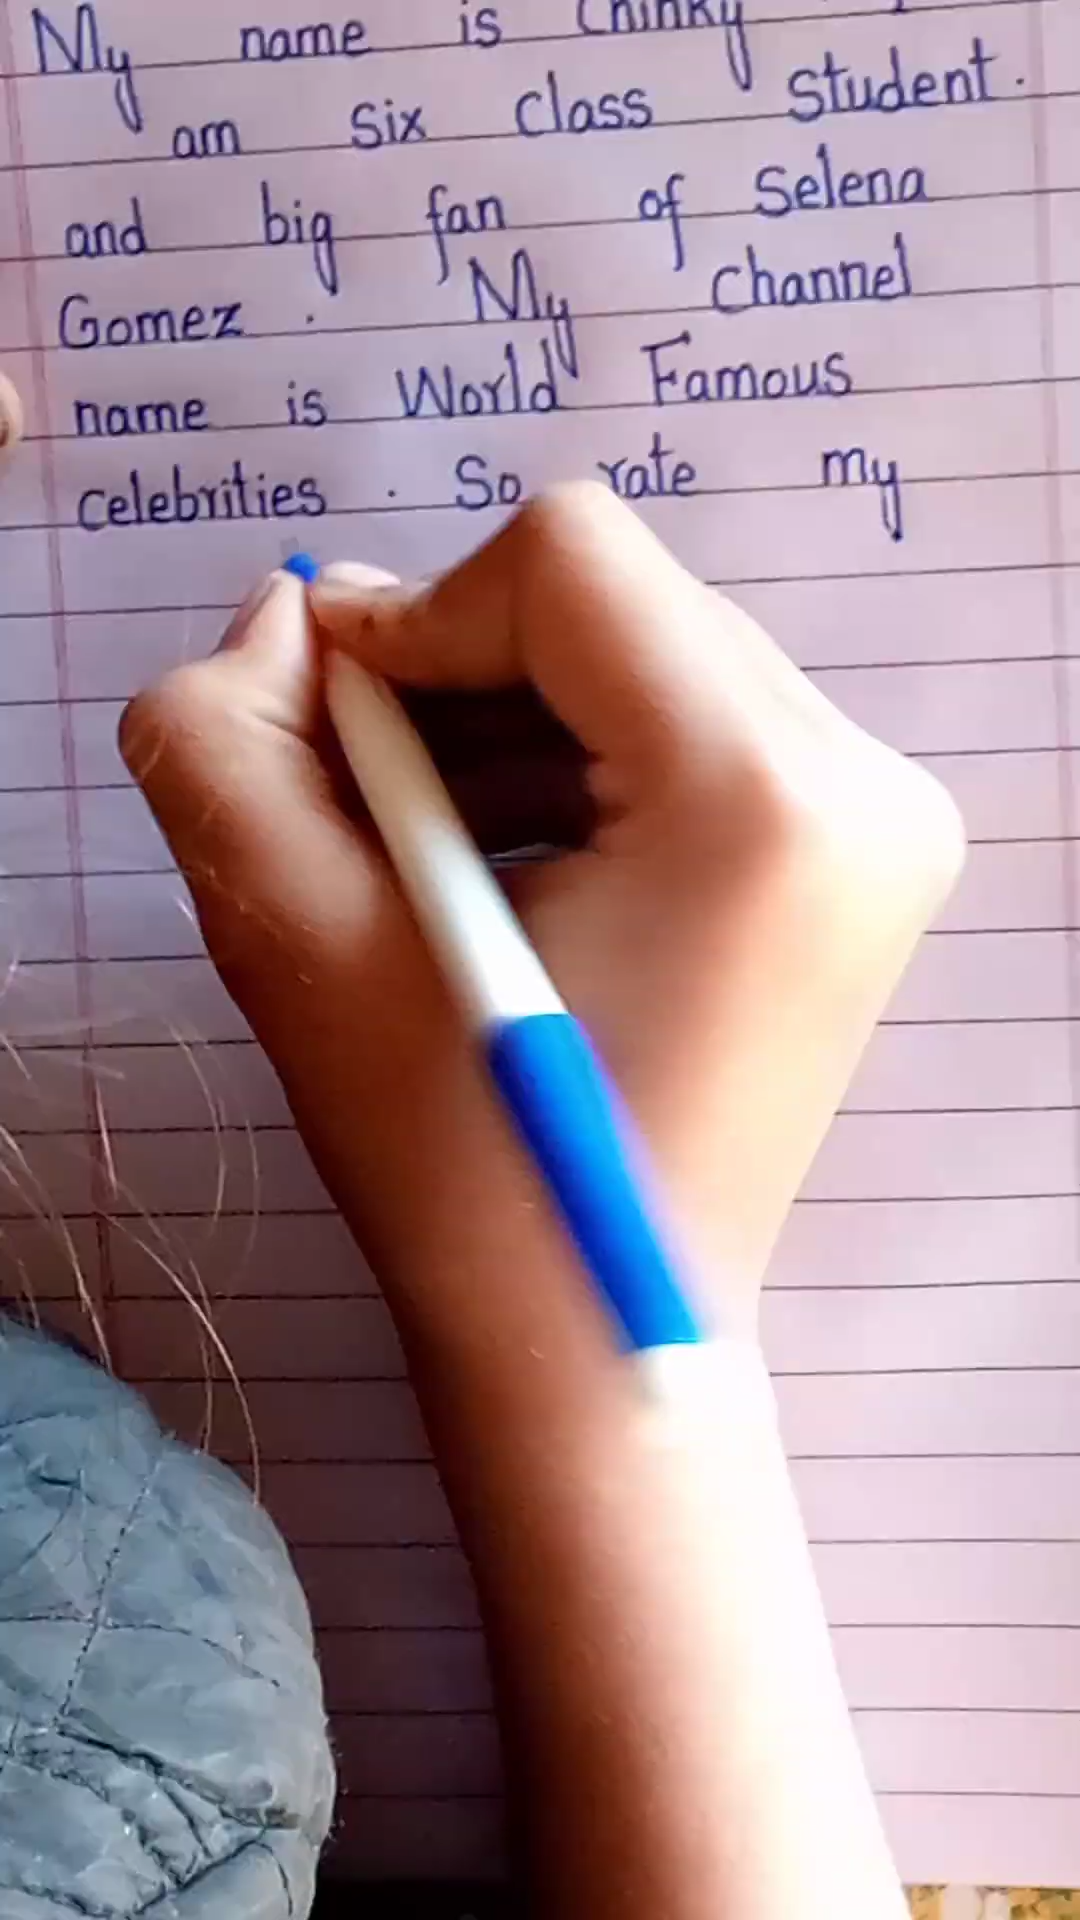 My name is Chinky
am six class student.
and big fan of Selena
Gomez. My channel
name is World Famous
celebrities. So rate my